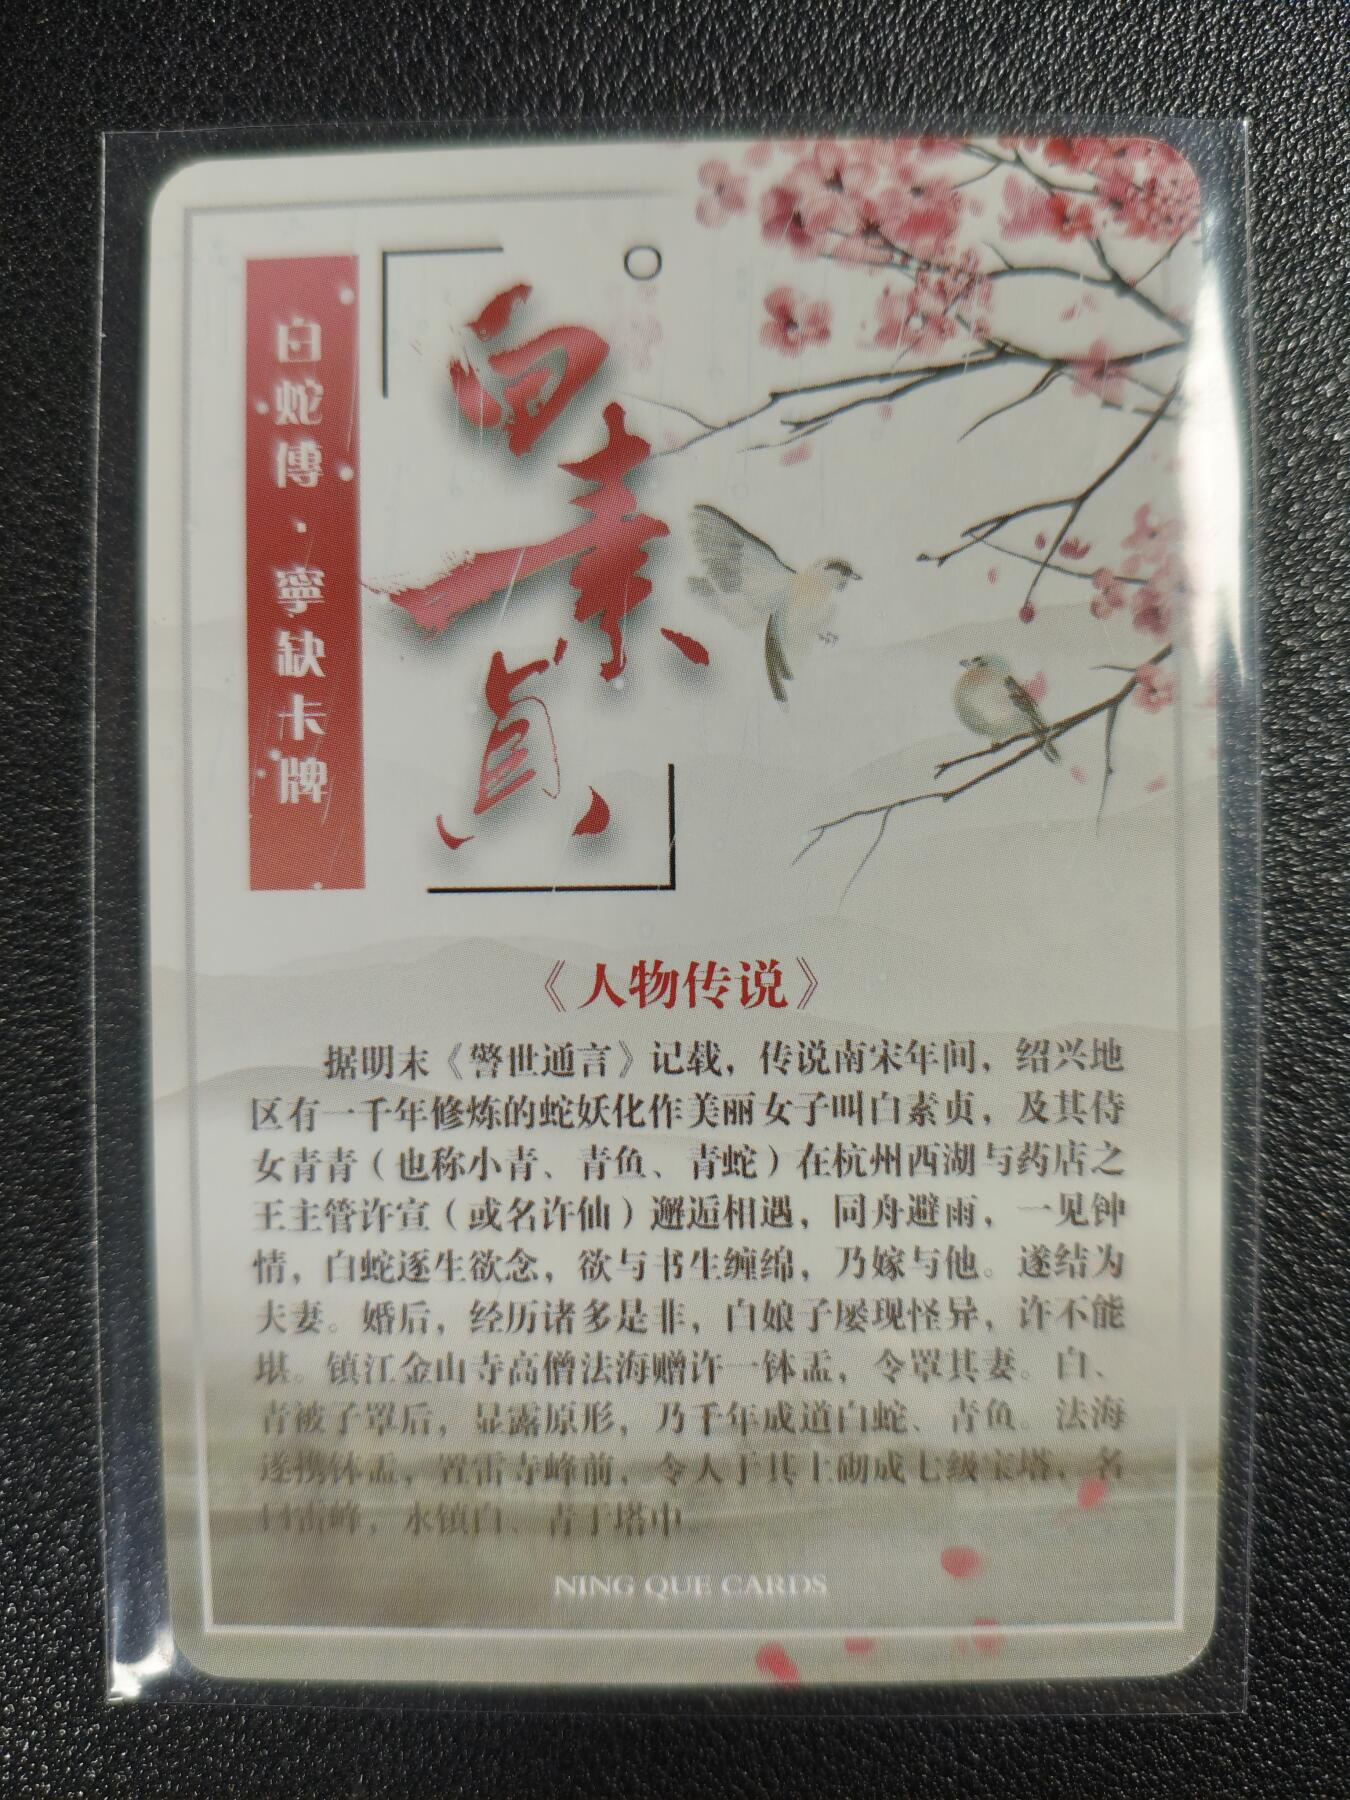 白蛇傳·寧缺卡牌
白素贞
《人物传说》
据明末《警世通言》记载，传说南宋年间，绍兴地
区有一千年修炼的蛇妖化作美丽女子叫白素贞，及其侍
女青青（也称小青、青鱼、青蛇）在杭州西湖与药店之
王主管许宣（或名许仙）邂逅相遇，同舟避雨，一见钟
情，白蛇逐生欲念，欲与书生缠绵，乃嫁与他。遂结为
夫妻。婚后，经历诸多是非，白娘子屡现怪异，许不能
堪。镇江金山寺高僧法海赠许一钵盂，令罩其妻。白、
青被子罩后，显露原形，乃千年成道白蛇、青鱼。法海
遂携钵盂，置雷寺峰前，令人于其上砌成七级宝塔，名
曰雷峰，永镇白、青于塔中。
NING QUE CARDS